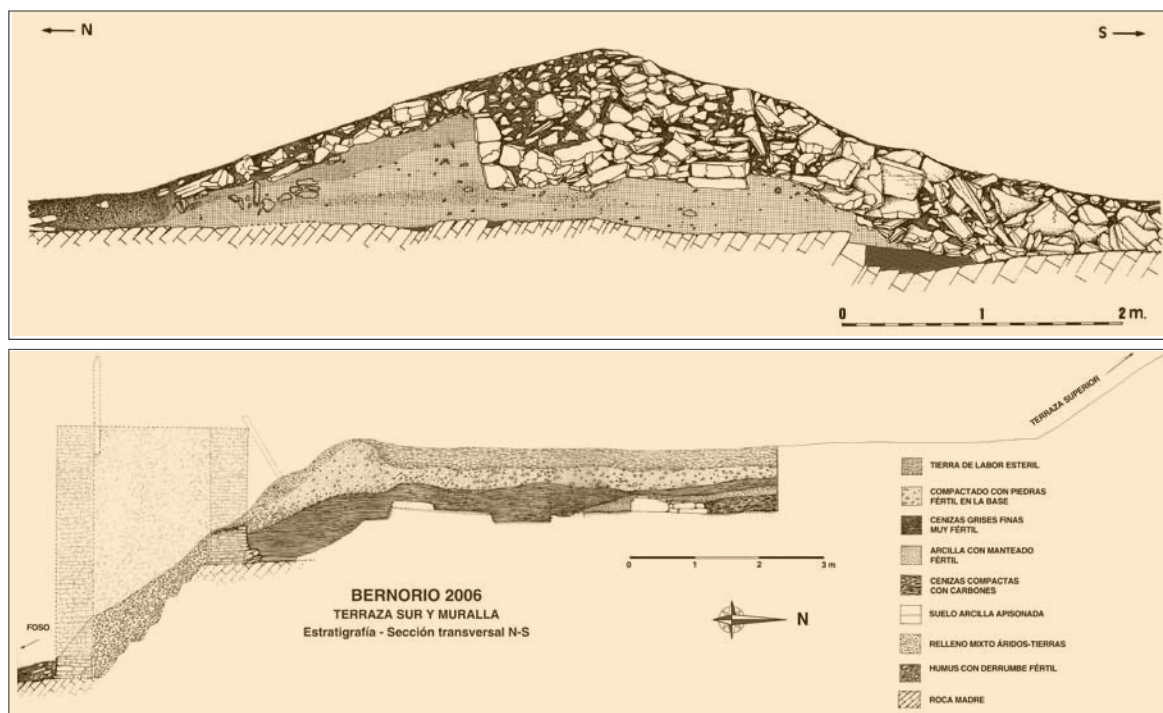 N
S
0 1 2 m.
TERRAZA SUPERIOR
TIERRA DE LABOR ESTERIL
COMPACTADO CON PIEDRAS
FÉRTIL EN LA BASE
CENIZAS GRISES FINAS
MUY FÉRTIL
ARCILLA CON MANTEADO
FÉRTIL
CENIZAS COMPACTAS
CON CARBONES
SUELO ARCILLA APISONADA
RELLENO MIXTO ÁRIDOS-TIERRAS
HUMUS CON DERRUMBE FÉRTIL
ROCA MADRE
0 1 2 3 m
BERNORIO 2006
TERRAZA SUR Y MURALLA
Estratigrafía - Sección transversal N-S
N
FOSO